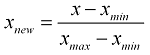 x_new = (x − x_min) / (x_max − x_min)